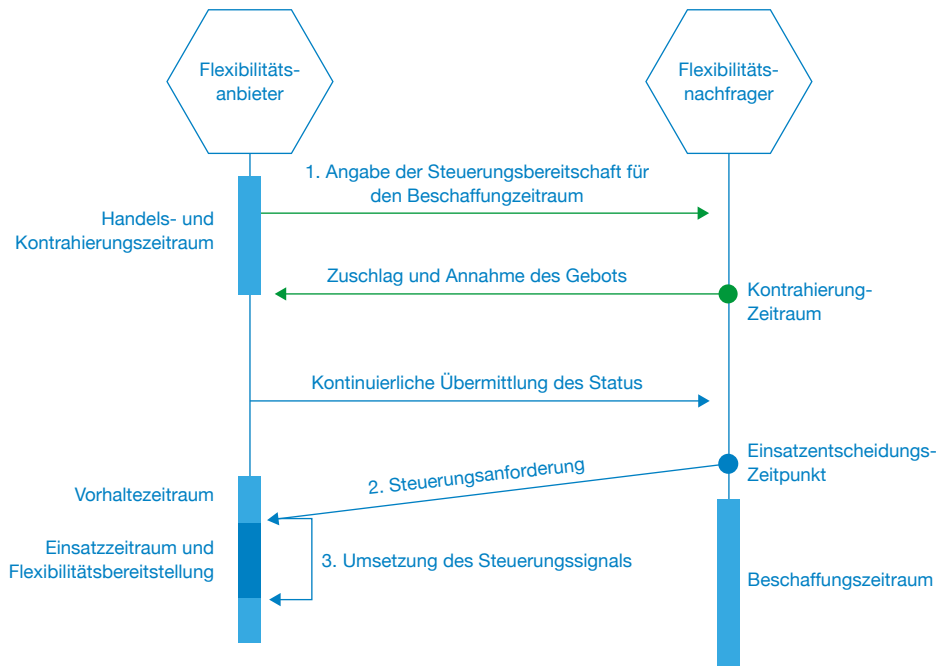 Flexibilitäts-
anbieter
Flexibilitäts-
nachfrager
1. Angabe der Steuerungsbereitschaft für
den Beschaffungzeitraum
Handels- und
Kontrahierungszeitraum
Zuschlag und Annahme des Gebots
Kontrahierung-
Zeitraum
Kontinuierliche Übermittlung des Status
Einsatzentscheidungs-
Zeitpunkt
2. Steuerungsanforderung
Vorhaltezeitraum
Einsatzzeitraum und
Flexibilitätsbereitstellung
3. Umsetzung des Steuerungssignals
Beschaffungszeitraum